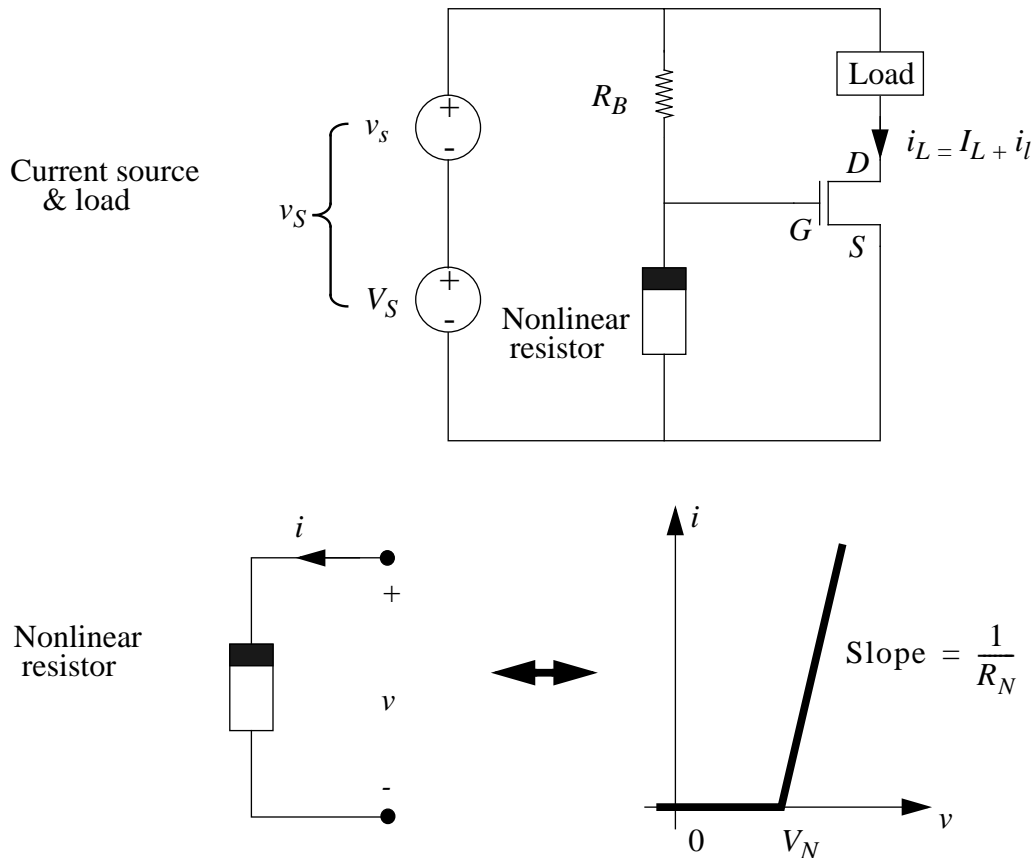 Load
R_B
+
v_s
-
i_L = I_L + i_l
D
Current source
& load
v_S
G
S
+
V_S
-
Nonlinear
resistor
i
i
+
Nonlinear
resistor
Slope = 1/R_N
v
-
0
V_N
v